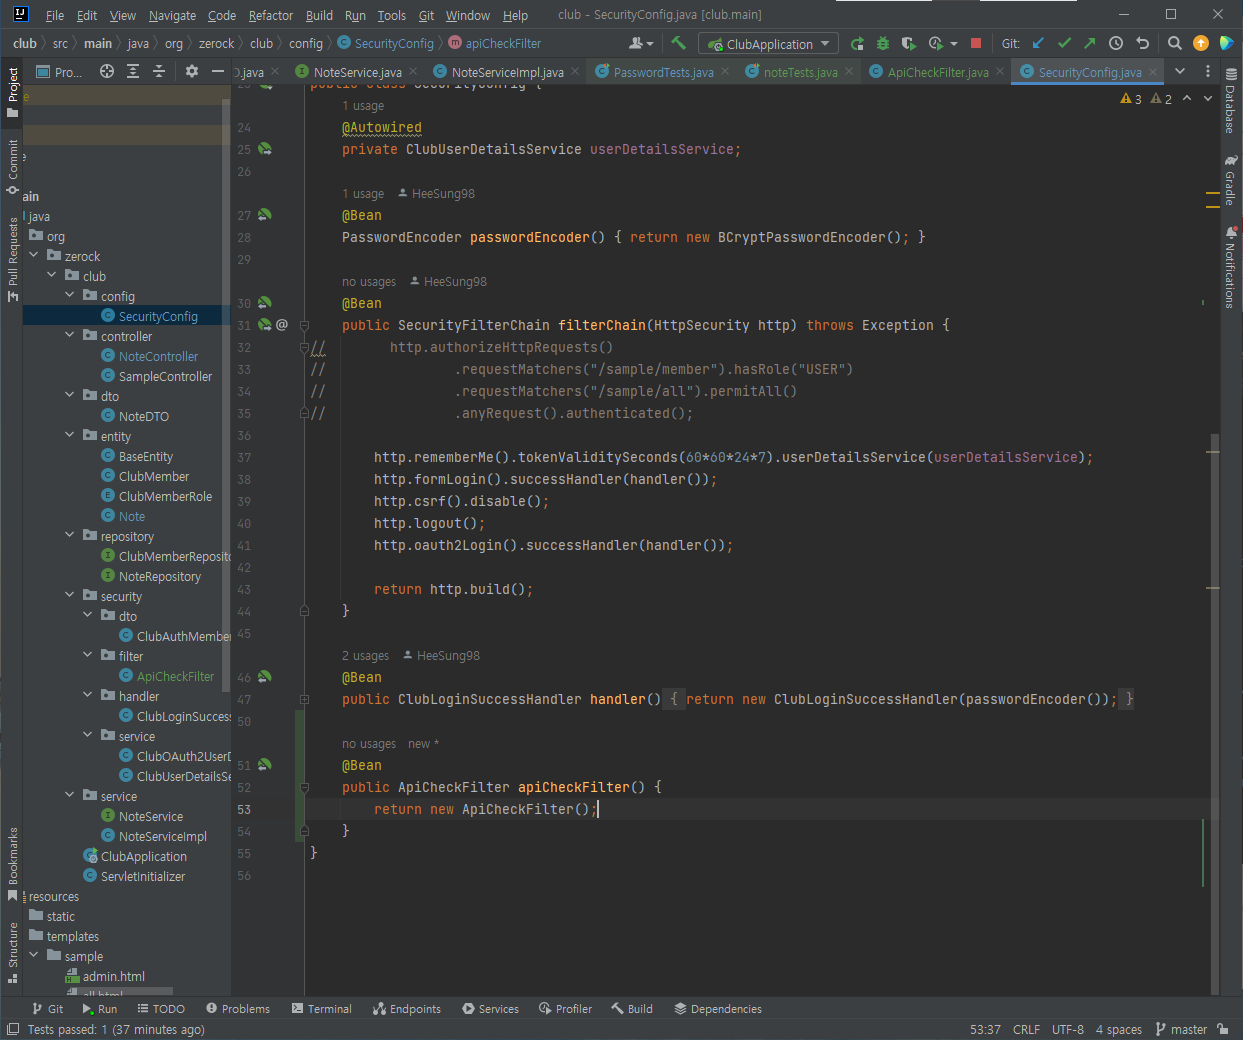 File Edit View Navigate Code Refactor Build Run Tools Git Window Help club - SecurityConfig.java [club.main]
club src main java org zerock club config SecurityConfig apiCheckFilter ClubApplication Git:
Pro... O.java NoteService.java NoteServiceImpl.java PasswordTests.java noteTests.java ApiCheckFilter.java SecurityConfig.java
3 2
Project
Commit
Pull Requests
Bookmarks
Structure
Database
Gradle
Notifications
e
e
ain
java
org
zerock
club
config
SecurityConfig
controller
NoteController
SampleController
dto
NoteDTO
entity
BaseEntity
ClubMember
ClubMemberRole
Note
repository
ClubMemberReposito
NoteRepository
security
dto
ClubAuthMember
filter
ApiCheckFilter
handler
ClubLoginSuccess
service
ClubOAuth2UserD
ClubUserDetailsSe
service
NoteService
NoteServiceImpl
ClubApplication
ServletInitializer
resources
static
templates
sample
admin.html
all.html
public class SecurityConfig {
1 usage
24 @Autowired
25 private ClubUserDetailsService userDetailsService;
26
1 usage HeeSung98
27 @Bean
28 PasswordEncoder passwordEncoder() { return new BCryptPasswordEncoder(); }
29
no usages HeeSung98
30 @Bean
31 @ public SecurityFilterChain filterChain(HttpSecurity http) throws Exception {
32 // http.authorizeHttpRequests()
33 // .requestMatchers("/sample/member").hasRole("USER")
34 // .requestMatchers("/sample/all").permitAll()
35 // .anyRequest().authenticated();
36
37 http.rememberMe().tokenValiditySeconds(60*60*24*7).userDetailsService(userDetailsService);
38 http.formLogin().successHandler(handler());
39 http.csrf().disable();
40 http.logout();
41 http.oauth2Login().successHandler(handler());
42
43 return http.build();
44 }
45
2 usages HeeSung98
46 @Bean
47 public ClubLoginSuccessHandler handler() { return new ClubLoginSuccessHandler(passwordEncoder()); }
50
no usages new *
51 @Bean
52 public ApiCheckFilter apiCheckFilter() {
53 return new ApiCheckFilter();
54 }
55 }
56
Git Run TODO Problems Terminal Endpoints Services Profiler Build Dependencies
Tests passed: 1 (37 minutes ago) 53:37 CRLF UTF-8 4 spaces master